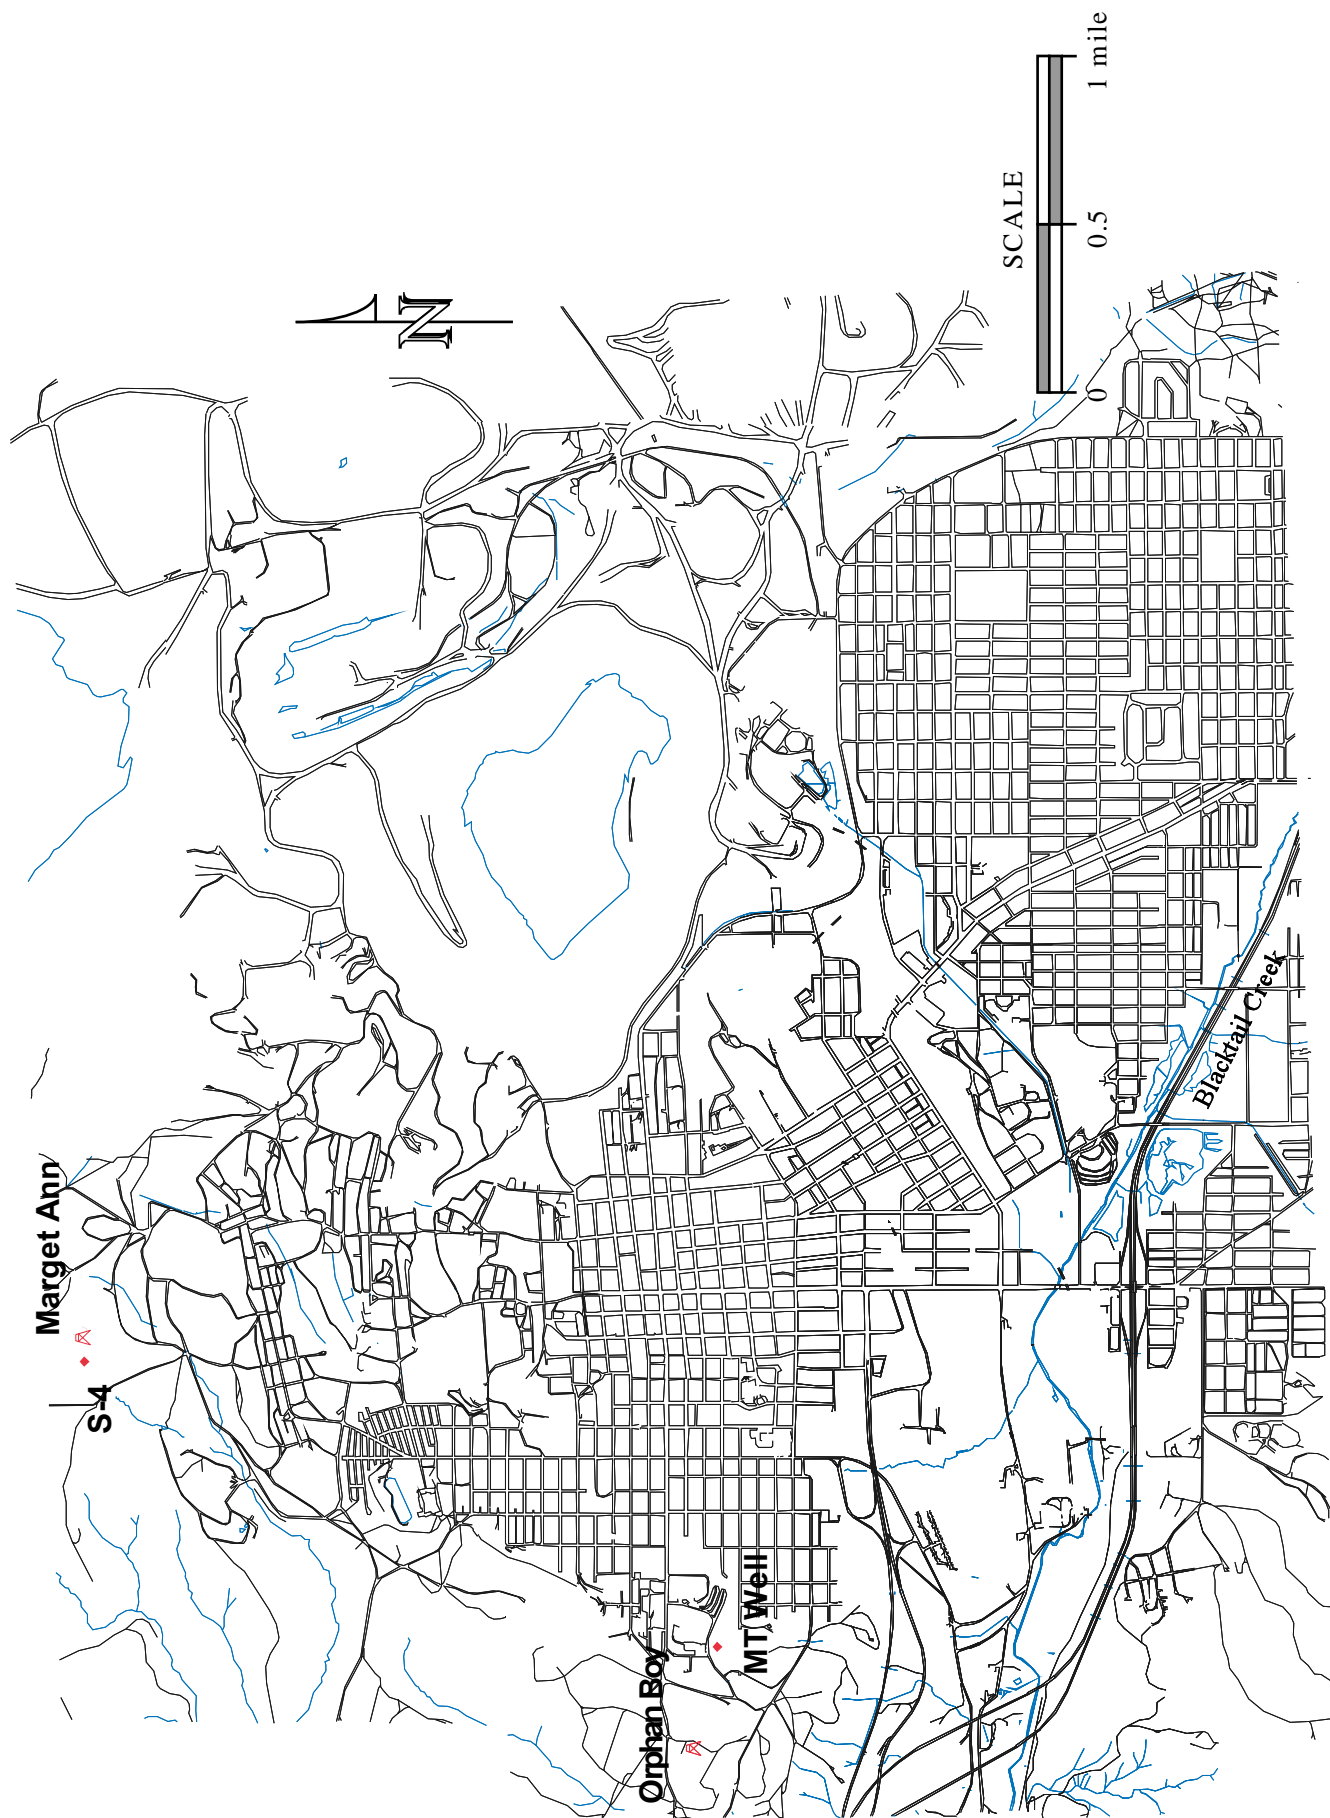 Marget Ann
S-4
Orphan Boy
MT Well
N
Blacktail Creek
SCALE
0
0.5
1 mile